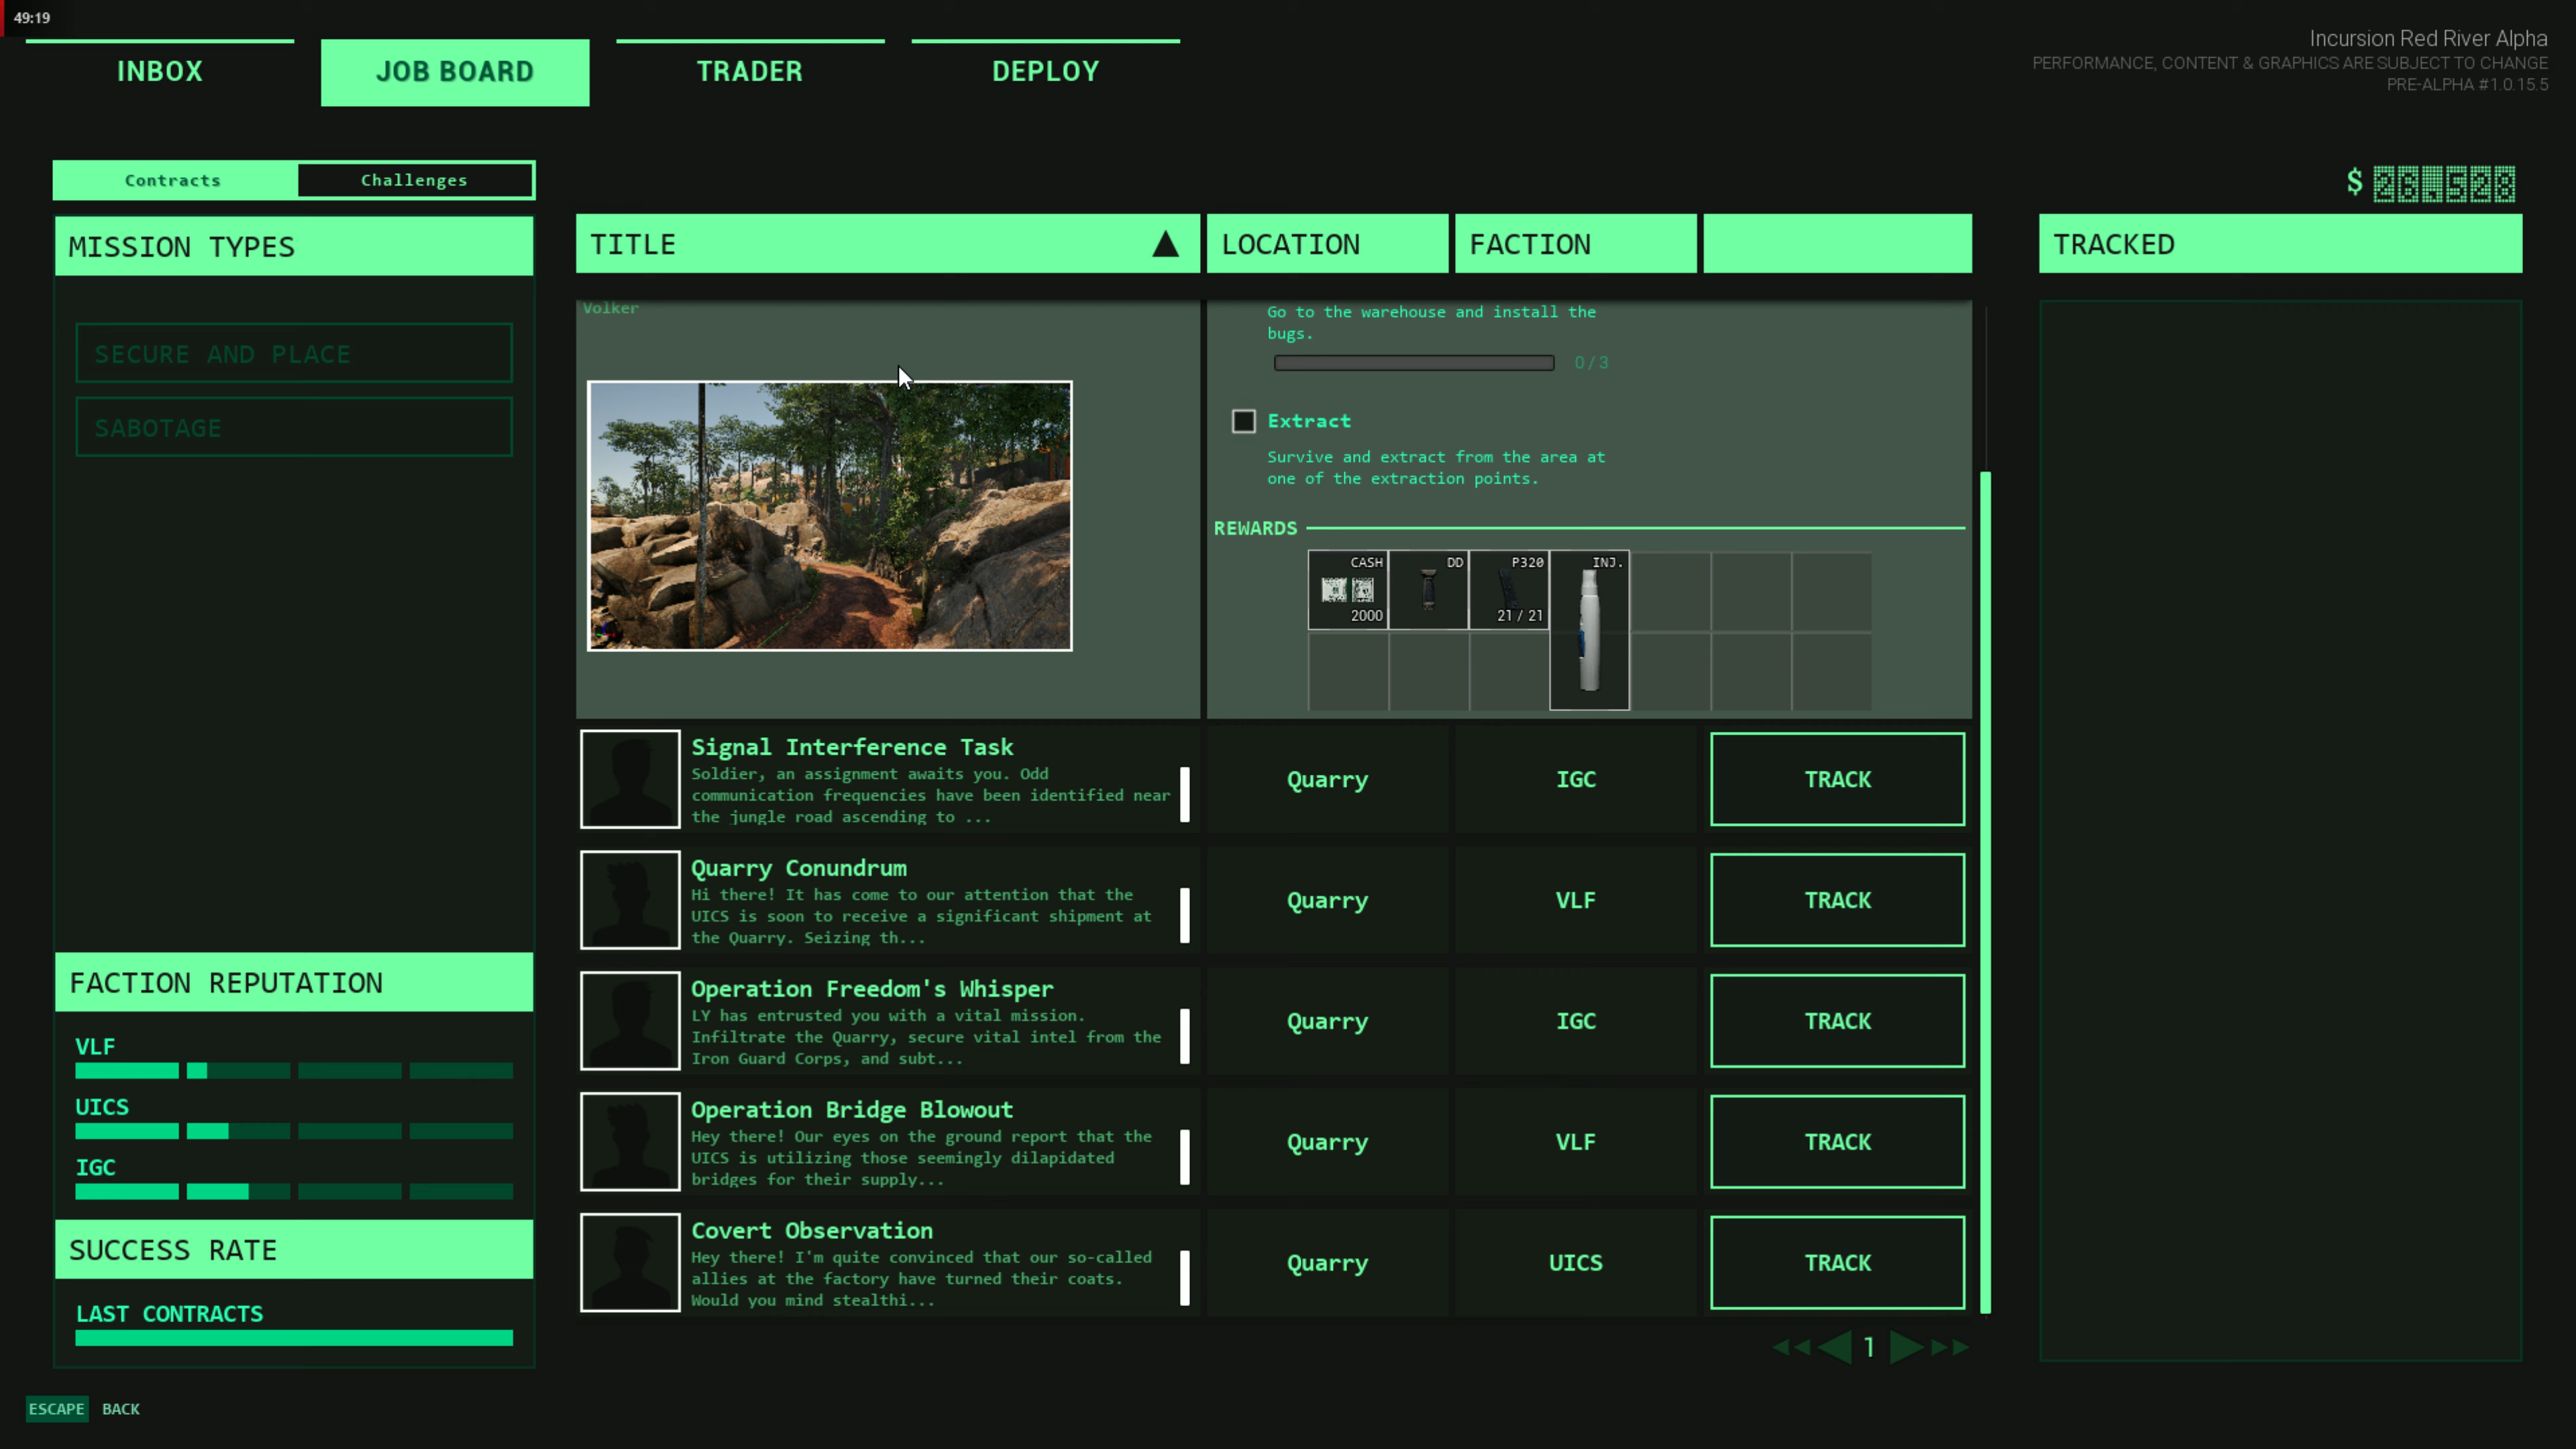 49:19
INBOX
JOB BOARD
TRADER
DEPLOY
Incursion Red River Alpha
PERFORMANCE, CONTENT & GRAPHICS ARE SUBJECT TO CHANGE
PRE-ALPHA #1.0.15.5
Contracts
Challenges
$ 26.528
MISSION TYPES
SECURE AND PLACE
SABOTAGE
TITLE
LOCATION
FACTION
TRACKED
Volker
Go to the warehouse and install the
bugs.
0/3
Extract
Survive and extract from the area at
one of the extraction points.
REWARDS
CASH
2000
DD
P320
21/21
INJ.
Signal Interference Task
Soldier, an assignment awaits you. Odd
communication frequencies have been identified near
the jungle road ascending to ...
Quarry
IGC
TRACK
Quarry Conundrum
Hi there! It has come to our attention that the
UICS is soon to receive a significant shipment at
the Quarry. Seizing th...
Quarry
VLF
TRACK
Operation Freedom's Whisper
LY has entrusted you with a vital mission.
Infiltrate the Quarry, secure vital intel from the
Iron Guard Corps, and subt...
Quarry
IGC
TRACK
Operation Bridge Blowout
Hey there! Our eyes on the ground report that the
UICS is utilizing those seemingly dilapidated
bridges for their supply...
Quarry
VLF
TRACK
Covert Observation
Hey there! I'm quite convinced that our so-called
allies at the factory have turned their coats.
Would you mind stealthi...
Quarry
UICS
TRACK
1
FACTION REPUTATION
VLF
UICS
IGC
SUCCESS RATE
LAST CONTRACTS
ESCAPE BACK